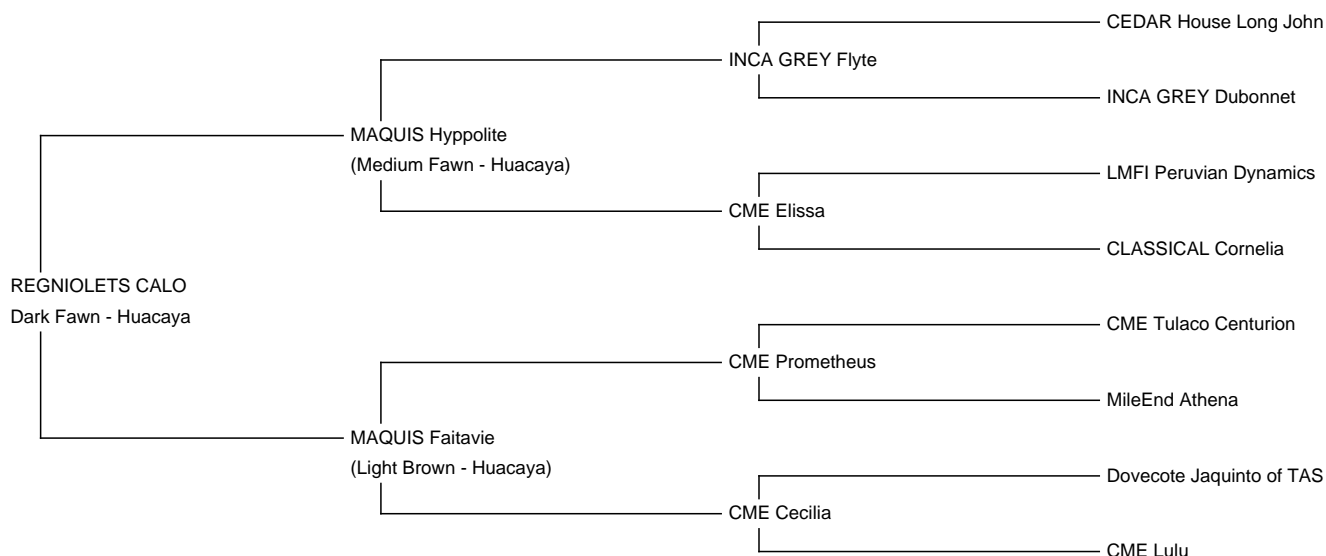 CEDAR House Long John
INCA GREY Flyte
INCA GREY Dubonnet
MAQUIS Hyppolite
(Medium Fawn - Huacaya)
LMFI Peruvian Dynamics
CME Elissa
CLASSICAL Cornelia
REGNIOLETS CALO
Dark Fawn - Huacaya
CME Tulaco Centurion
CME Prometheus
MileEnd Athena
MAQUIS Faitavie
(Light Brown - Huacaya)
Dovecote Jaquinto of TAS
CME Cecilia
CME Lulu